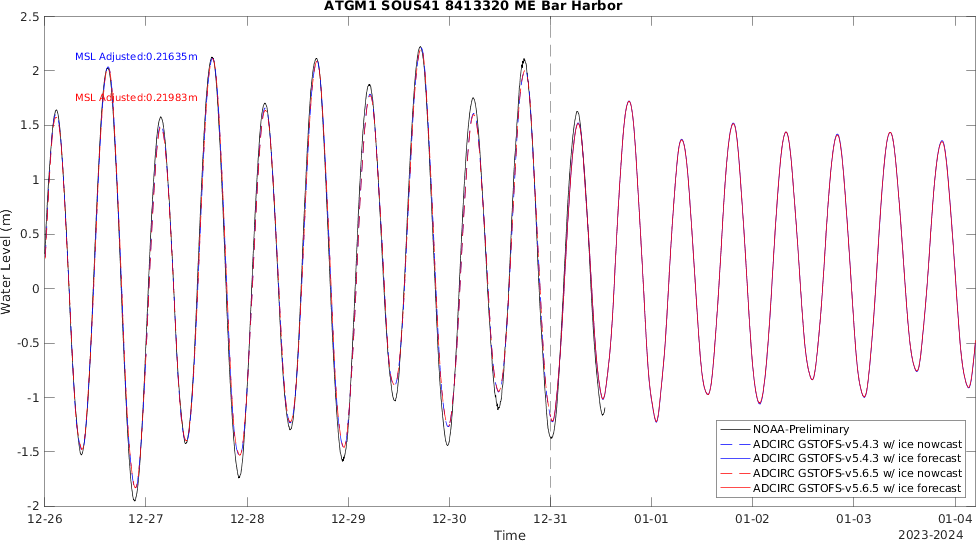 ATGM1 SOUS41 8413320 ME Bar Harbor
MSL Adjusted:0.21635m
MSL Adjusted:0.21983m
Water Level (m)
2.5
2
1.5
1
0.5
0
-0.5
-1
-1.5
-2
NOAA-Preliminary
ADCIRC GSTOFS-v5.4.3 w/ ice nowcast
ADCIRC GSTOFS-v5.4.3 w/ ice forecast
ADCIRC GSTOFS-v5.6.5 w/ ice nowcast
ADCIRC GSTOFS-v5.6.5 w/ ice forecast
12-26 12-27 12-28 12-29 12-30 12-31 01-01 01-02 01-03 01-04
Time
2023-2024